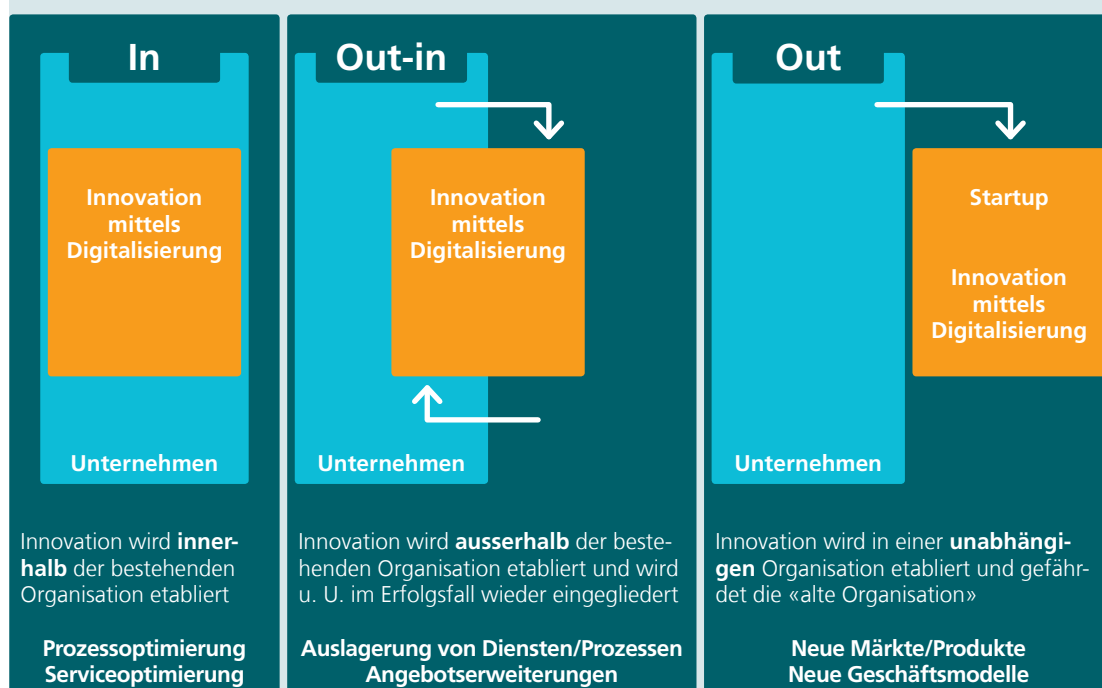 In
Innovation
mittels
Digitalisierung
Unternehmen
Innovation wird inner-
halb der bestehenden
Organisation etabliert
Prozessoptimierung
Serviceoptimierung
Out-in
Innovation
mittels
Digitalisierung
Unternehmen
Innovation wird ausserhalb der beste-
henden Organisation etabliert und wird
u. U. im Erfolgsfall wieder eingegliedert
Auslagerung von Diensten/Prozessen
Angebotserweiterungen
Out
Startup
Innovation
mittels
Digitalisierung
Unternehmen
Innovation wird in einer unabhängi-
gen Organisation etabliert und gefähr-
det die «alte Organisation»
Neue Märkte/Produkte
Neue Geschäftsmodelle